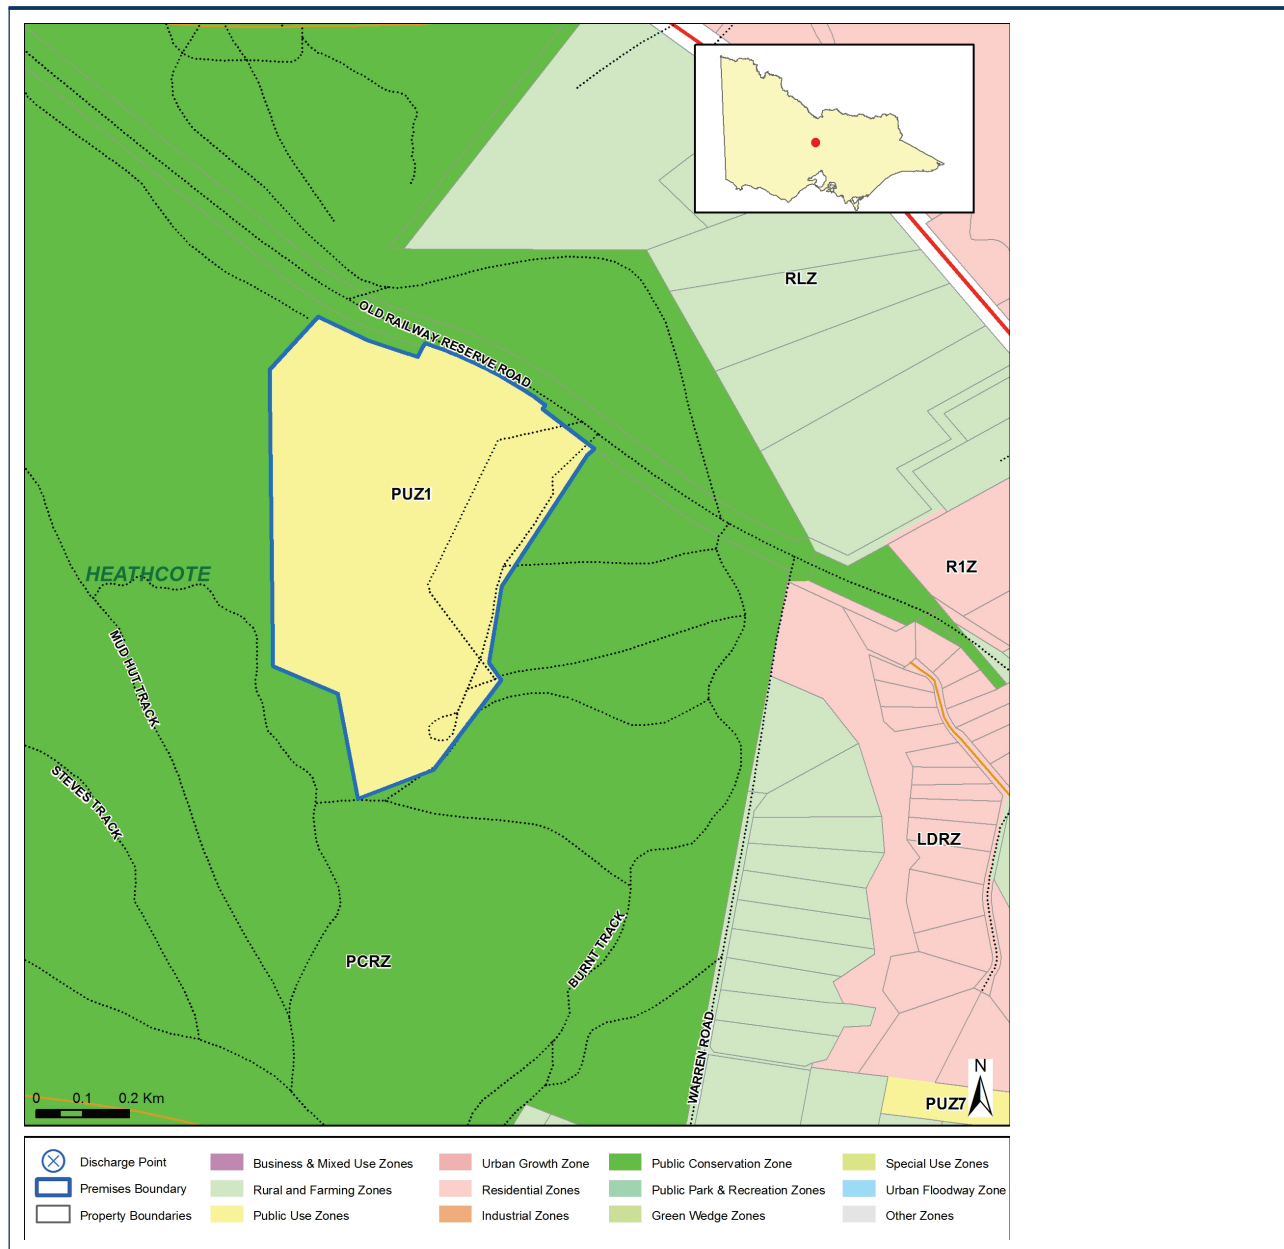 RLZ
OLD RAILWAY RESERVE ROAD
PUZ1
R1Z
HEATHCOTE
MUD HUT TRACK
STEVES TRACK
LDRZ
BURNT TRACK
PCRZ
WARREN ROAD
N
PUZ7
0 0.1 0.2 Km
Discharge Point
Business & Mixed Use Zones
Urban Growth Zone
Public Conservation Zone
Special Use Zones
Premises Boundary
Rural and Farming Zones
Residential Zones
Public Park & Recreation Zones
Urban Floodway Zone
Property Boundaries
Public Use Zones
Industrial Zones
Green Wedge Zones
Other Zones